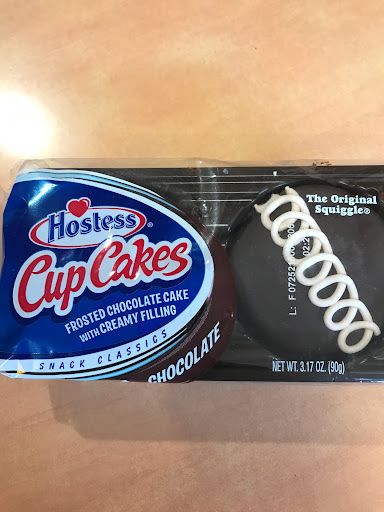 Hostess®
CupCakes
FROSTED CHOCOLATE CAKE
WITH CREAMY FILLING
SNACK CLASSICS
CHOCOLATE
The Original
Squiggle®
NET WT. 3.17 OZ. (90g)